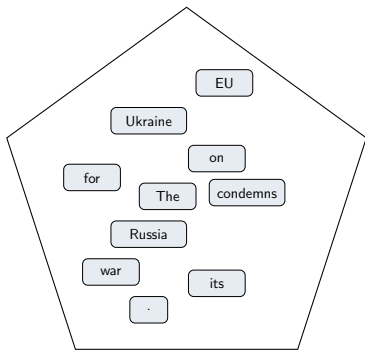 EU
Ukraine
on
for
condemns
The
Russia
war
its
.